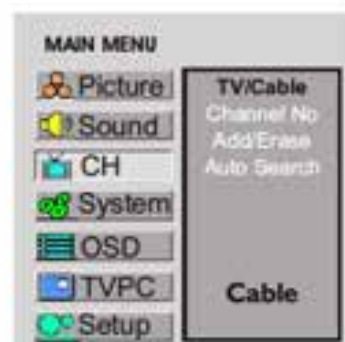 MAIN MENU
Picture
Sound
CH
System
OSD
TVPC
Setup
TV/Cable
Channel No
Add/Erase
Auto Search
Cable